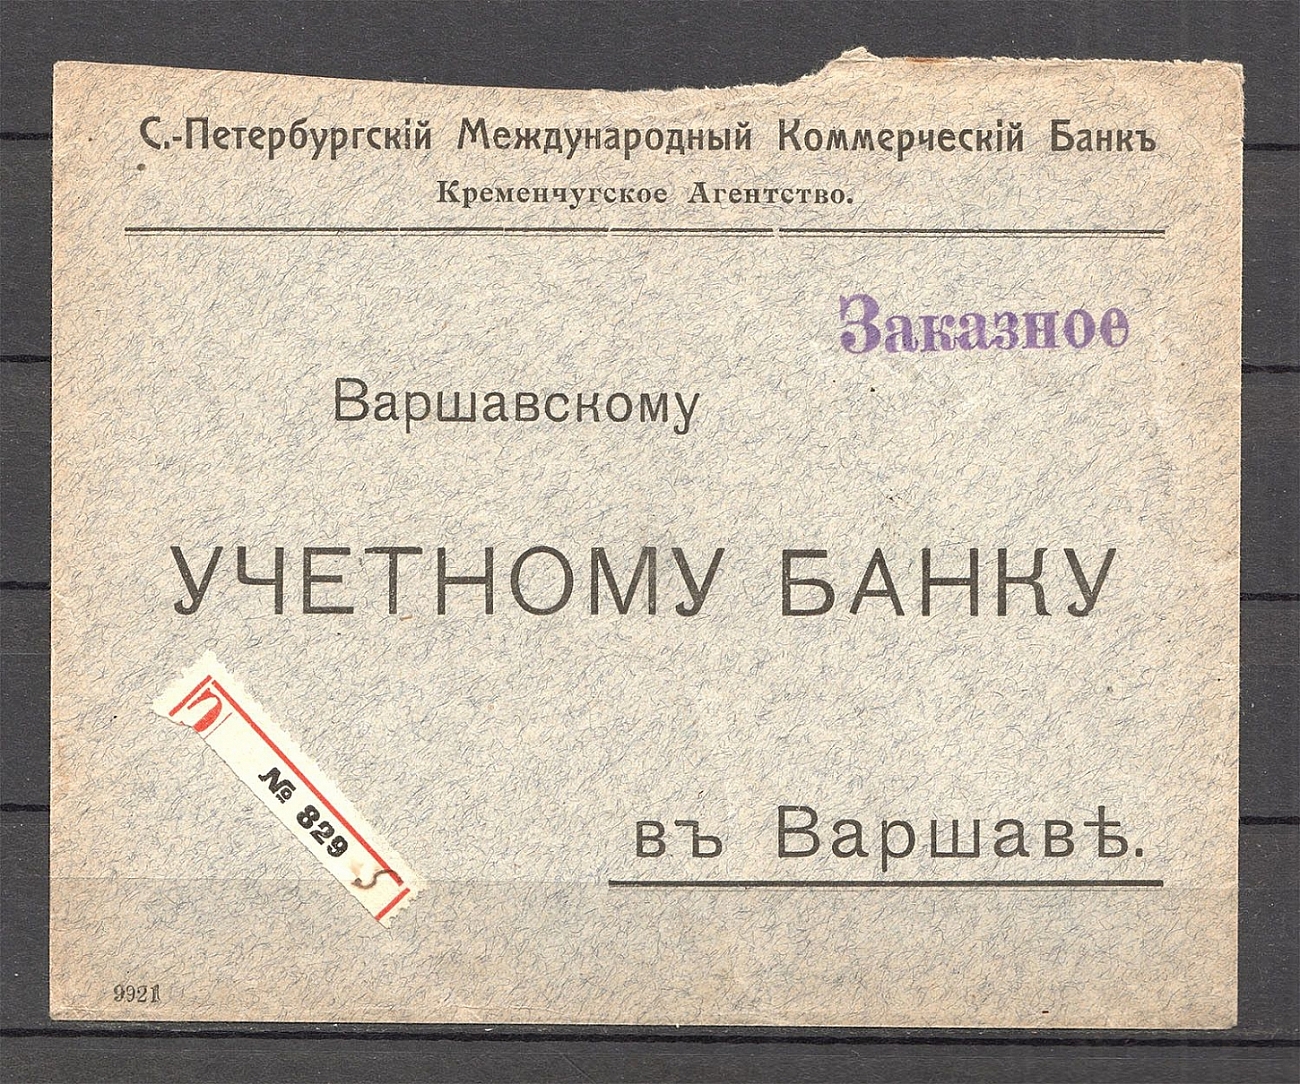 С.-Петербургскій Международный Коммерческій Банкъ
Кременчугское Агентство.
Заказное
Варшавскому
УЧЕТНОМУ БАНКУ
№ 829
въ Варшавѣ.
9921